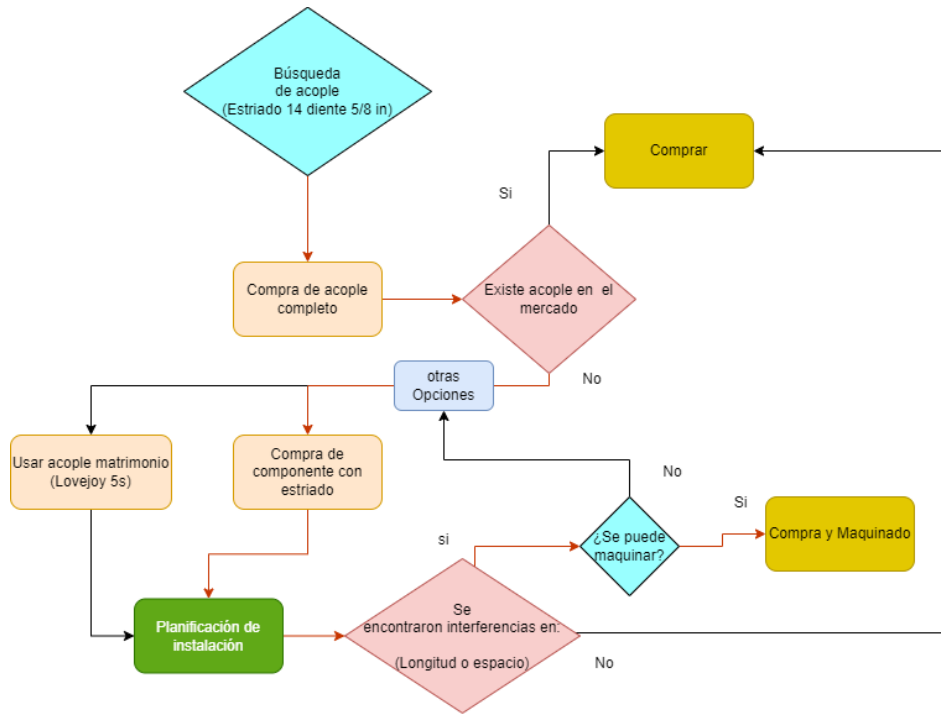 Búsqueda
de acople
(Estriado 14 diente 5/8 in)
Comprar
Si
Compra de acople
completo
Existe acople en el
mercado
No
otras
Opciones
Usar acople matrimonio
(Lovejoy 5s)
Compra de
componente con
estriado
No
Si
¿Se puede
maquinar?
Compra y Maquinado
si
Planificación de
instalación
Se
encontraron interferencias en:
(Longitud o espacio)
No